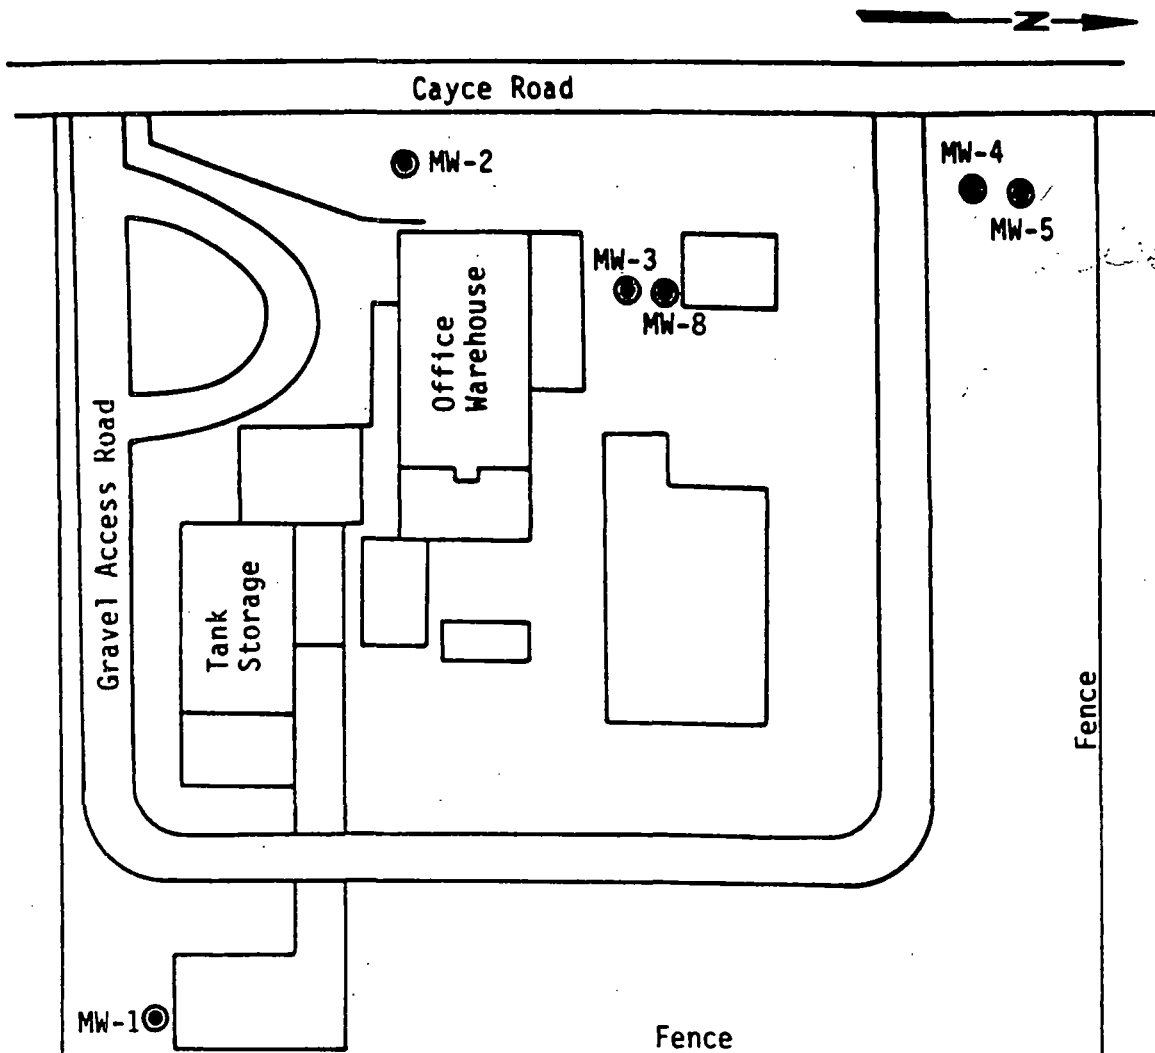 N
Cayce Road
MW-2
MW-4
MW-5
MW-3
MW-8
Office
Warehouse
Gravel Access Road
Tank
Storage
Fence
MW-1
Fence